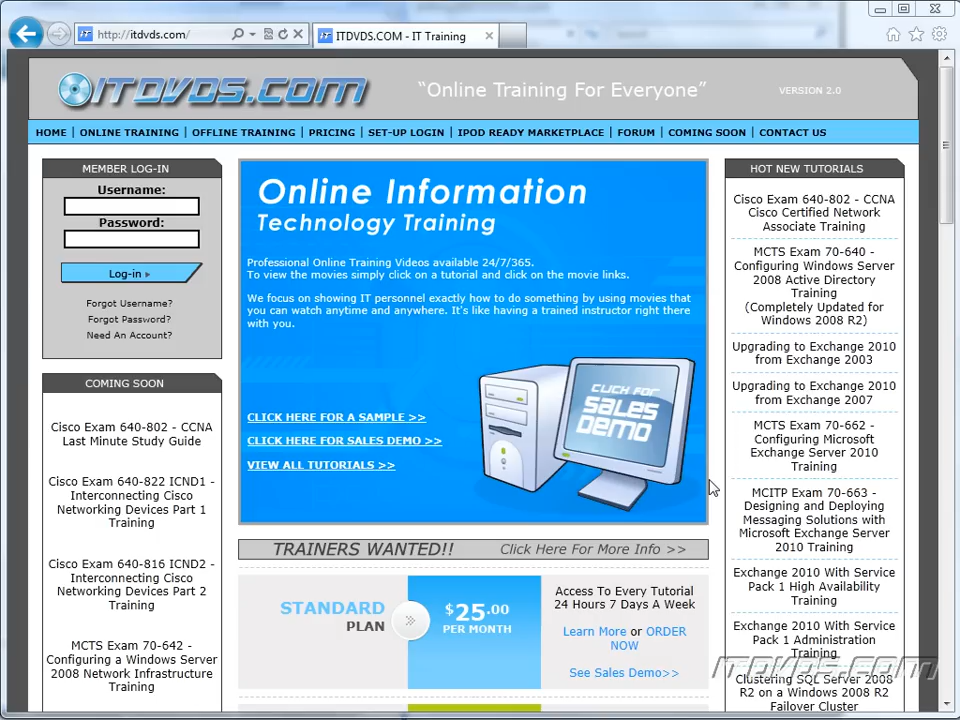 http://itdvds.com/
ITDVDS.COM - IT Training
ITDVDS.COM
“Online Training For Everyone”
VERSION 2.0
HOME | ONLINE TRAINING | OFFLINE TRAINING | PRICING | SET-UP LOGIN | IPOD READY MARKETPLACE | FORUM | COMING SOON | CONTACT US
MEMBER LOG-IN
Username:
Password:
Log-in
Forgot Username?
Forgot Password?
Need An Account?
COMING SOON
Cisco Exam 640-802 - CCNA
Last Minute Study Guide
Cisco Exam 640-822 ICND1 -
Interconnecting Cisco
Networking Devices Part 1
Training
Cisco Exam 640-816 ICND2 -
Interconnecting Cisco
Networking Devices Part 2
Training
MCTS Exam 70-642 -
Configuring a Windows Server
2008 Network Infrastructure
Training
Online Information
Technology Training
Professional Online Training Videos available 24/7/365.
To view the movies simply click on a tutorial and click on the movie links.
We focus on showing IT personnel exactly how to do something by using movies that
you can watch anytime and anywhere. It's like having a trained instructor right there
with you.
CLICK HERE FOR A SAMPLE >>
CLICK HERE FOR SALES DEMO >>
VIEW ALL TUTORIALS >>
CLICK FOR
SALES
DEMO
TRAINERS WANTED!! Click Here For More Info >>
STANDARD
PLAN
$25.00
PER MONTH
Access To Every Tutorial
24 Hours 7 Days A Week
Learn More or ORDER
NOW
See Sales Demo>>
HOT NEW TUTORIALS
Cisco Exam 640-802 - CCNA
Cisco Certified Network
Associate Training
MCTS Exam 70-640 -
Configuring Windows Server
2008 Active Directory
Training
(Completely Updated for
Windows 2008 R2)
Upgrading to Exchange 2010
from Exchange 2003
Upgrading to Exchange 2010
from Exchange 2007
MCTS Exam 70-662 -
Configuring Microsoft
Exchange Server 2010
Training
MCITP Exam 70-663 -
Designing and Deploying
Messaging Solutions with
Microsoft Exchange Server
2010 Training
Exchange 2010 With Service
Pack 1 High Availability
Training
Exchange 2010 With Service
Pack 1 Administration
Training
Clustering SQL Server 2008
R2 on a Windows 2008 R2
Failover Cluster
ITDVDS.COM